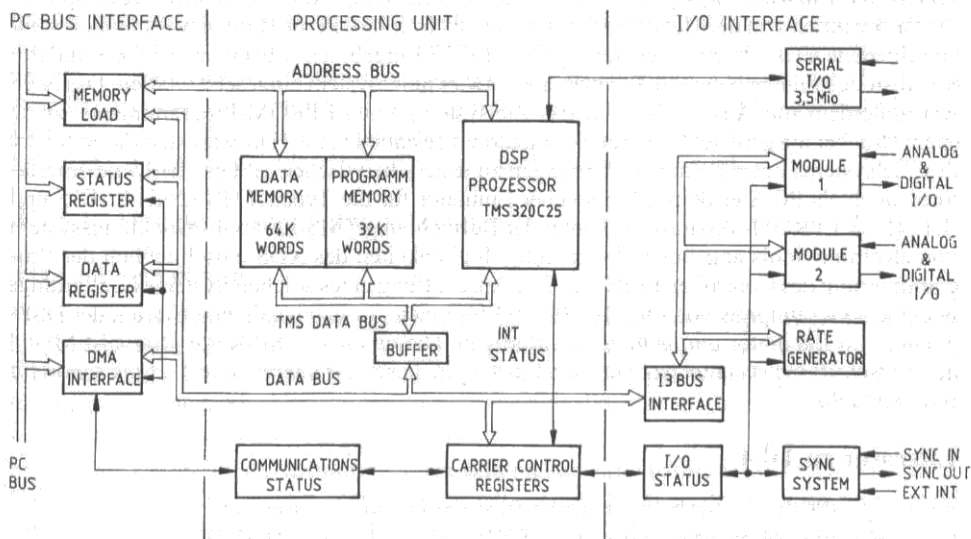 PC BUS INTERFACE
PROCESSING UNIT
I/O INTERFACE
ADDRESS BUS
MEMORY
LOAD
STATUS
REGISTER
DATA
REGISTER
DMA
INTERFACE
PC
BUS
DATA
MEMORY
64K
WORDS
PROGRAMM
MEMORY
32K
WORDS
DSP
PROZESSOR
TMS320C25
TMS DATA BUS
BUFFER
INT
STATUS
DATA BUS
COMMUNICATIONS
STATUS
CARRIER CONTROL
REGISTERS
SERIAL
I/O
3,5 Mio
MODULE
1
ANALOG
&
DIGITAL
I/O
MODULE
2
ANALOG
&
DIGITAL
I/O
RATE
GENERATOR
I3 BUS
INTERFACE
I/O
STATUS
SYNC
SYSTEM
SYNC IN
SYNC OUT
EXT INT